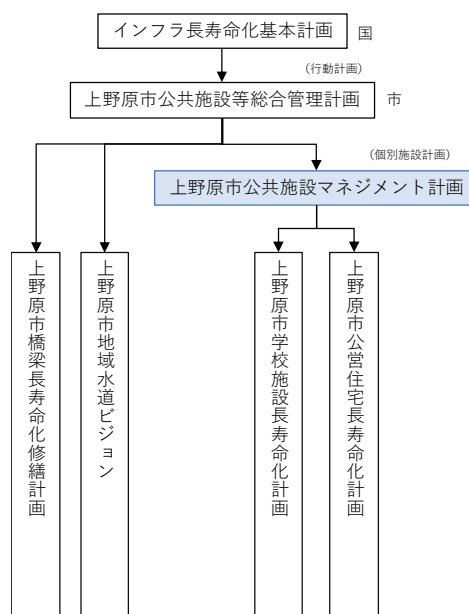 インフラ長寿命化基本計画
国
(行動計画)
上野原市公共施設等総合管理計画
市
(個別施設計画)
上野原市公共施設マネジメント計画
上野原市橋梁長寿命化修繕計画
上野原市地域水道ビジョン
上野原市学校施設長寿命化計画
上野原市公営住宅長寿命化計画